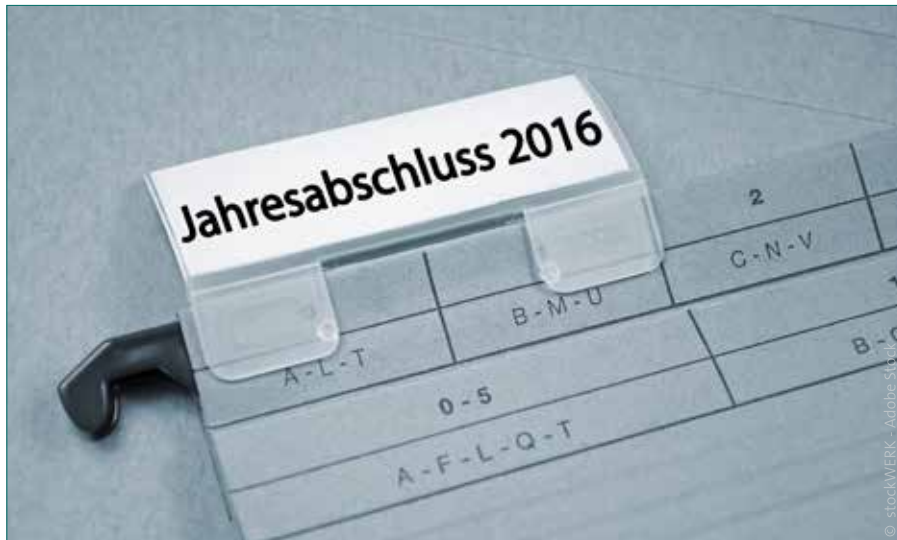 Jahresabschluss 2016
2
C-N-V
B-M-U
A-L-T
0-5
A-F-L-Q-T
© stockWERK - Adobe Stock